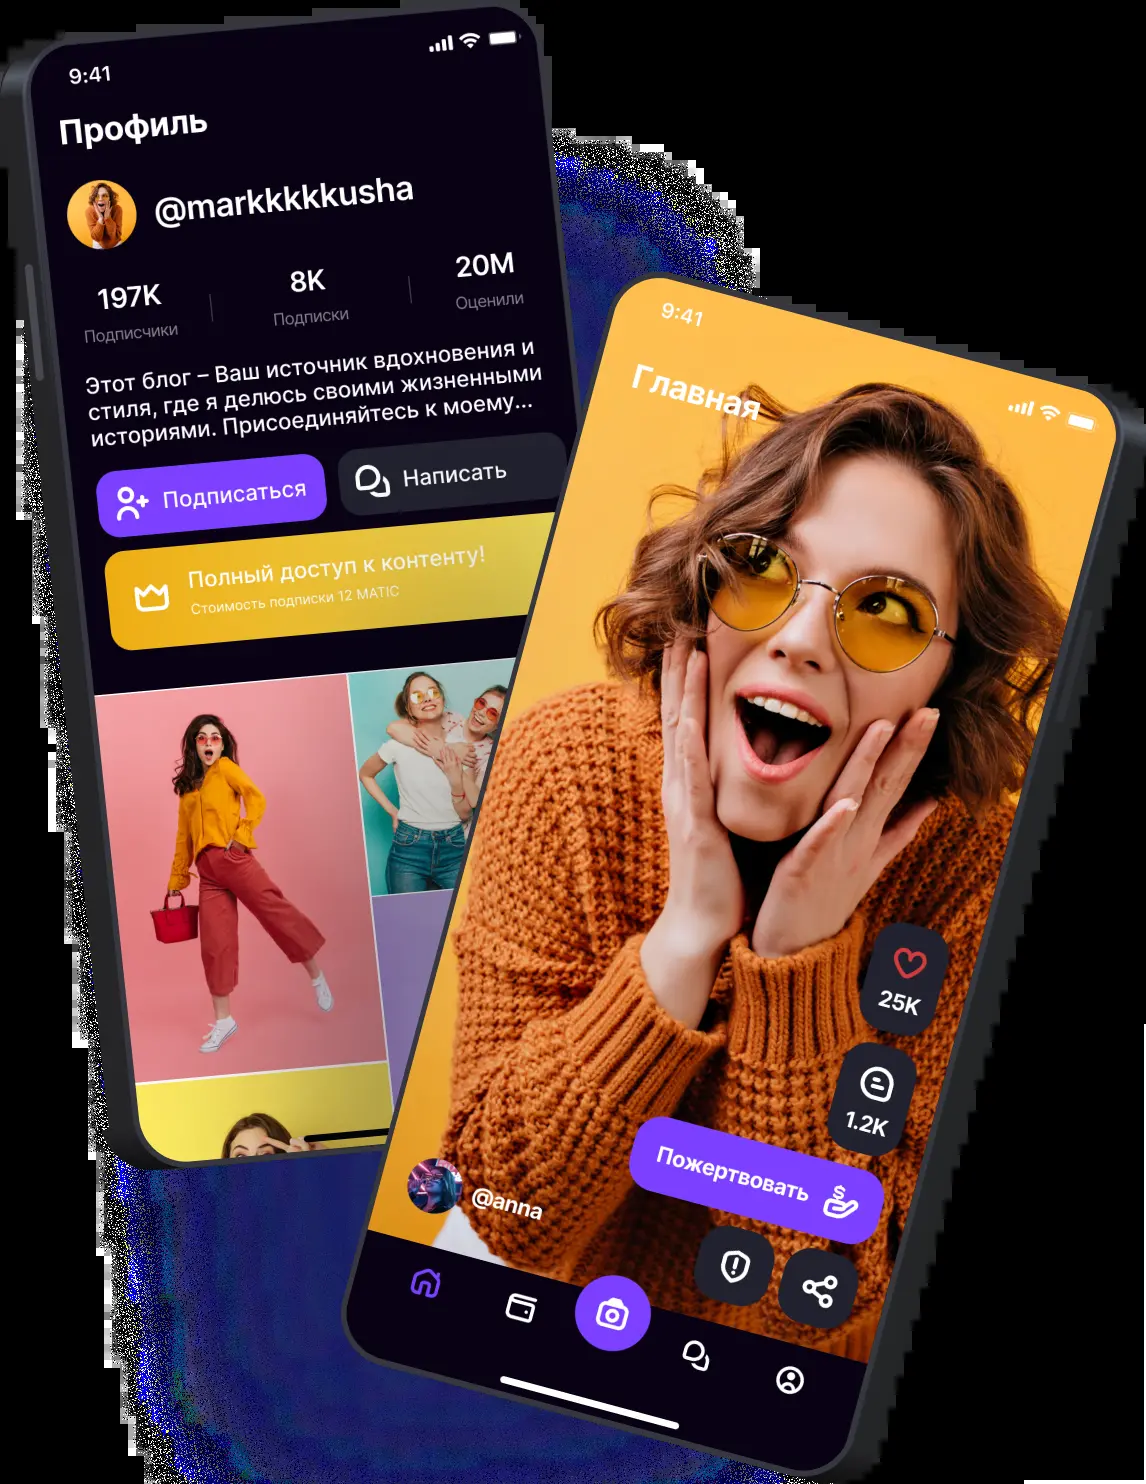 9:41
Профиль
@markkkkkusha
197K
Подписчики
8K
Подписки
20M
Оценили
Этот блог – Ваш источник вдохновения и
стиля, где я делюсь своими жизненными
историями. Присоединяйтесь к моему...
Подписаться
Написать
Полный доступ к контенту!
Стоимость подписки 12 MATIC
9:41
Главная
25K
1.2K
Пожертвовать
@anna